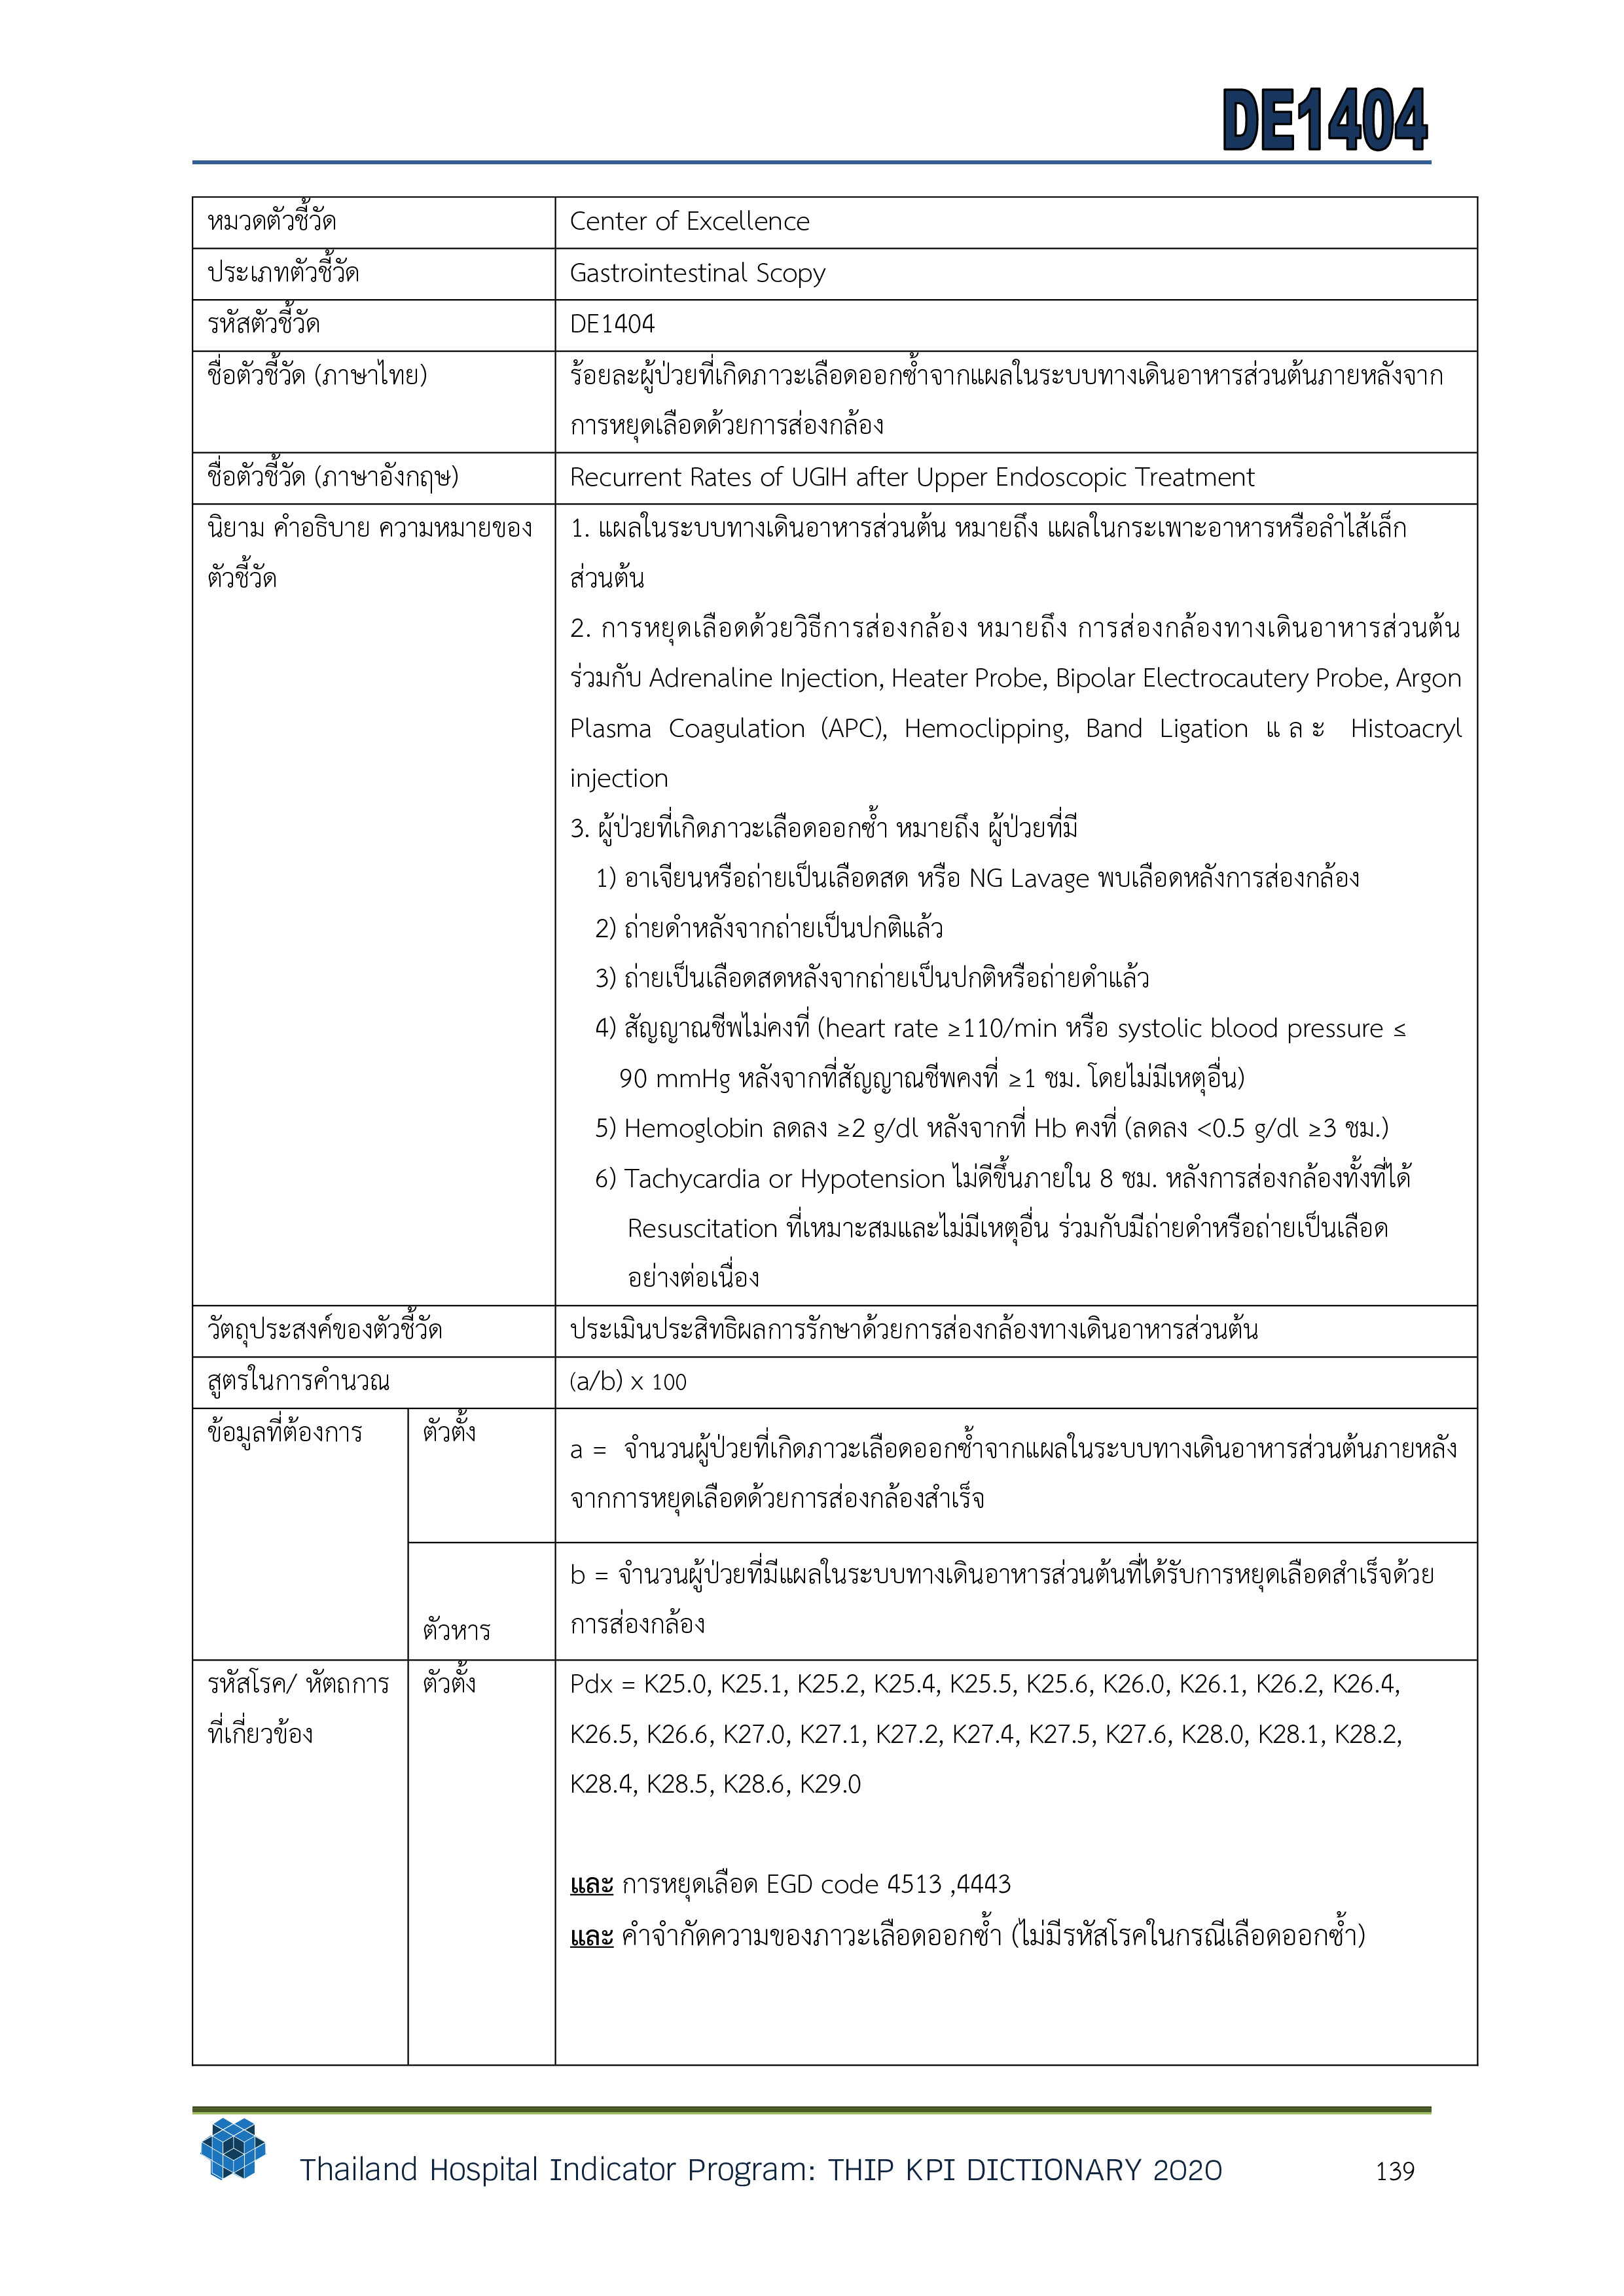 DE1404
หมวดตัวชี้วัด
Center of Excellence
ประเภทตัวชี้วัด
Gastrointestinal Scopy
รหัสตัวชี้วัด
DE1404
ชื่อตัวชี้วัด (ภาษาไทย)
ร้อยละผู้ป่วยที่เกิดภาวะเลือดออกซ้ำจากแผลในระบบทางเดินอาหารส่วนต้นภายหลังจาก
การหยุดเลือดด้วยการส่องกล้อง
ชื่อตัวชี้วัด (ภาษาอังกฤษ)
Recurrent Rates of UGIH after Upper Endoscopic Treatment
นิยาม คำอธิบาย ความหมายของ
ตัวชี้วัด
1. แผลในระบบทางเดินอาหารส่วนต้น หมายถึง แผลในกระเพาะอาหารหรือลำไส้เล็ก
ส่วนต้น
2. การหยุดเลือดด้วยวิธีการส่องกล้อง หมายถึง การส่องกล้องทางเดินอาหารส่วนต้น
ร่วมกับ Adrenaline Injection, Heater Probe, Bipolar Electrocautery Probe, Argon
Plasma Coagulation (APC), Hemoclipping, Band Ligation และ Histoacryl
injection
3. ผู้ป่วยที่เกิดภาวะเลือดออกซ้ำ หมายถึง ผู้ป่วยที่มี
1) อาเจียนหรือถ่ายเป็นเลือดสด หรือ NG Lavage พบเลือดหลังการส่องกล้อง
2) ถ่ายดำหลังจากถ่ายเป็นปกติแล้ว
3) ถ่ายเป็นเลือดสดหลังจากถ่ายเป็นปกติหรือถ่ายดำแล้ว
4) สัญญาณชีพไม่คงที่ (heart rate ≥110/min หรือ systolic blood pressure ≤
90 mmHg หลังจากที่สัญญาณชีพคงที่ ≥1 ชม. โดยไม่มีเหตุอื่น)
5) Hemoglobin ลดลง ≥2 g/dl หลังจากที่ Hb คงที่ (ลดลง <0.5 g/dl ≥3 ชม.)
6) Tachycardia or Hypotension ไม่ดีขึ้นภายใน 8 ชม. หลังการส่องกล้องทั้งที่ได้
Resuscitation ที่เหมาะสมและไม่มีเหตุอื่น ร่วมกับมีถ่ายดำหรือถ่ายเป็นเลือด
อย่างต่อเนื่อง
วัตถุประสงค์ของตัวชี้วัด
ประเมินประสิทธิผลการรักษาด้วยการส่องกล้องทางเดินอาหารส่วนต้น
สูตรในการคำนวณ
(a/b) x 100
ข้อมูลที่ต้องการ
ตัวตั้ง
a = จำนวนผู้ป่วยที่เกิดภาวะเลือดออกซ้ำจากแผลในระบบทางเดินอาหารส่วนต้นภายหลัง
จากการหยุดเลือดด้วยการส่องกล้องสำเร็จ
ตัวหาร
b = จำนวนผู้ป่วยที่มีแผลในระบบทางเดินอาหารส่วนต้นที่ได้รับการหยุดเลือดสำเร็จด้วย
การส่องกล้อง
รหัสโรค/ หัตถการ
ที่เกี่ยวข้อง
ตัวตั้ง
Pdx = K25.0, K25.1, K25.2, K25.4, K25.5, K25.6, K26.0, K26.1, K26.2, K26.4,
K26.5, K26.6, K27.0, K27.1, K27.2, K27.4, K27.5, K27.6, K28.0, K28.1, K28.2,
K28.4, K28.5, K28.6, K29.0
และ การหยุดเลือด EGD code 4513 ,4443
และ คำจำกัดความของภาวะเลือดออกซ้ำ (ไม่มีรหัสโรคในกรณีเลือดออกซ้ำ)
Thailand Hospital Indicator Program: THIP KPI DICTIONARY 2020
139